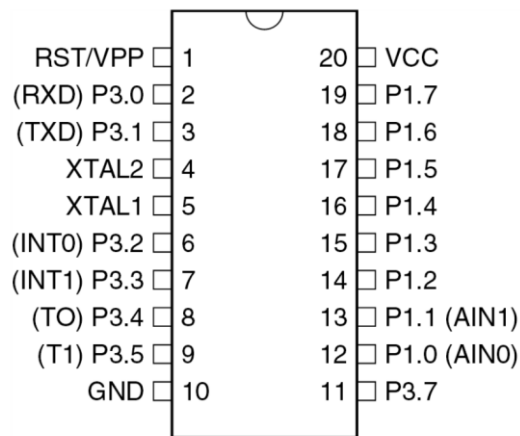 RST/VPP 1 20 VCC
(RXD) P3.0 2 19 P1.7
(TXD) P3.1 3 18 P1.6
XTAL2 4 17 P1.5
XTAL1 5 16 P1.4
(INT0) P3.2 6 15 P1.3
(INT1) P3.3 7 14 P1.2
(TO) P3.4 8 13 P1.1 (AIN1)
(T1) P3.5 9 12 P1.0 (AIN0)
GND 10 11 P3.7